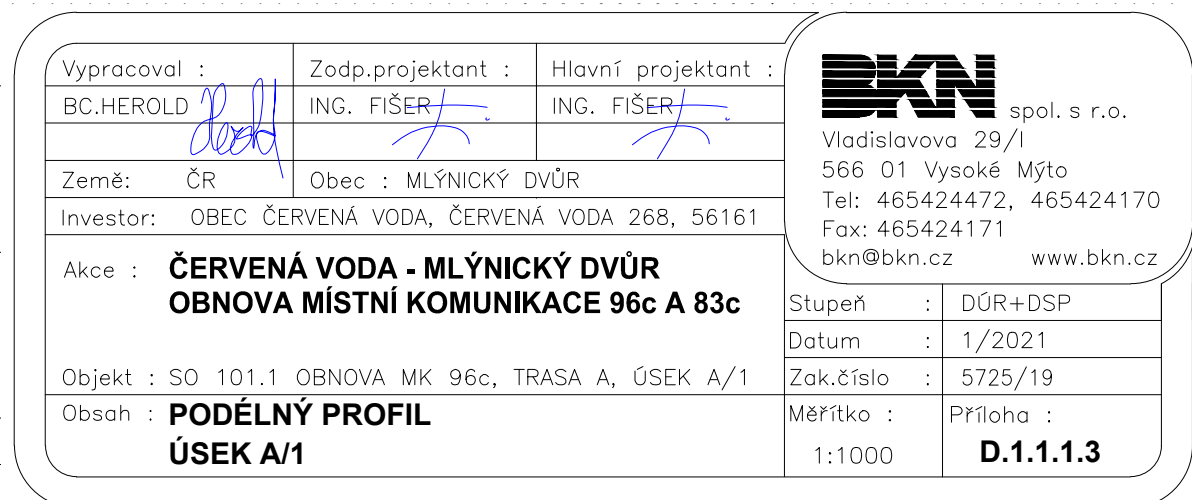 Vypracoval :
Zodp.projektant :
Hlavní projektant :
BC.HEROLD
ING. FIŠER
ING. FIŠER
Herold
Země: ČR
Obec : MLÝNICKÝ DVŮR
Investor: OBEC ČERVENÁ VODA, ČERVENÁ VODA 268, 56161
Akce : ČERVENÁ VODA - MLÝNICKÝ DVŮR
OBNOVA MÍSTNÍ KOMUNIKACE 96c A 83c
Objekt : SO 101.1 OBNOVA MK 96c, TRASA A, ÚSEK A/1
Obsah : PODÉLNÝ PROFIL
ÚSEK A/1
BKN spol. s r.o.
Vladislavova 29/I
566 01 Vysoké Mýto
Tel: 465424472, 465424170
Fax: 465424171
bkn@bkn.cz www.bkn.cz
Stupeň : DÚR+DSP
Datum : 1/2021
Zak.číslo : 5725/19
Měřítko :
1:1000
Příloha :
D.1.1.1.3